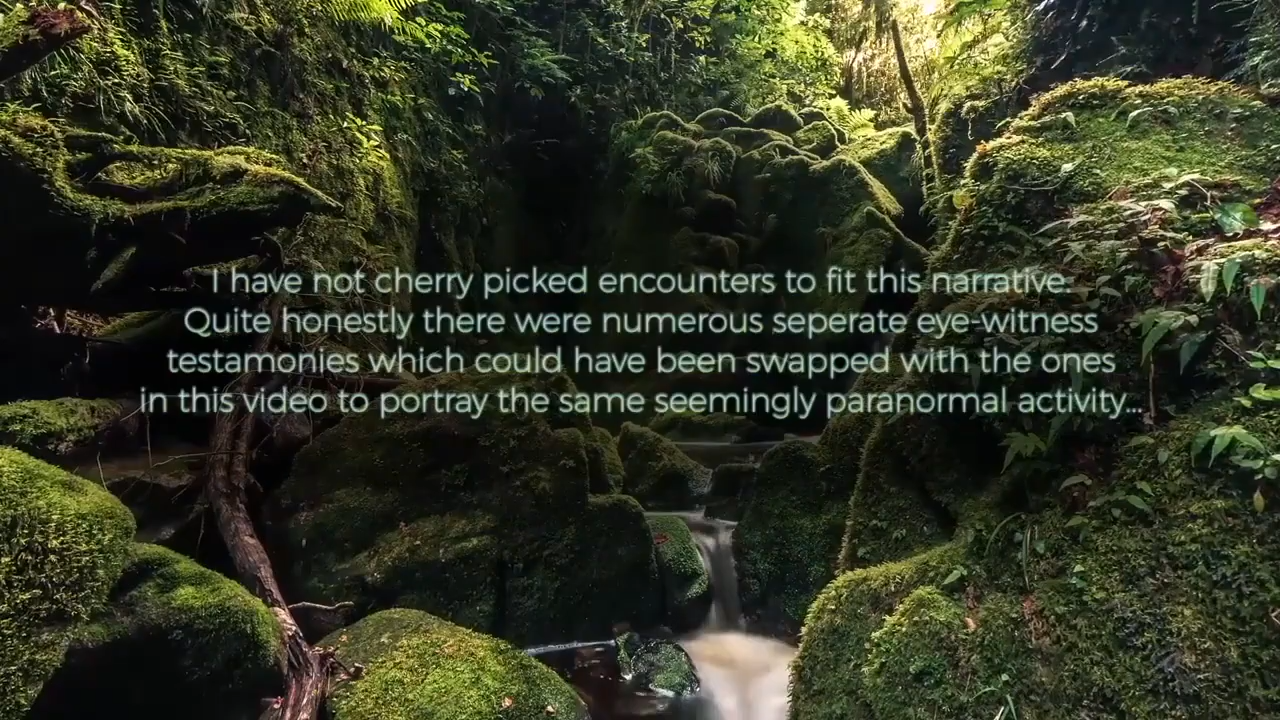 I have not cherry picked encounters to fit this narrative.
Quite honestly there were numerous seperate eye-witness
testamonies which could have been swapped with the ones
in this video to portray the same seemingly paranormal activity...